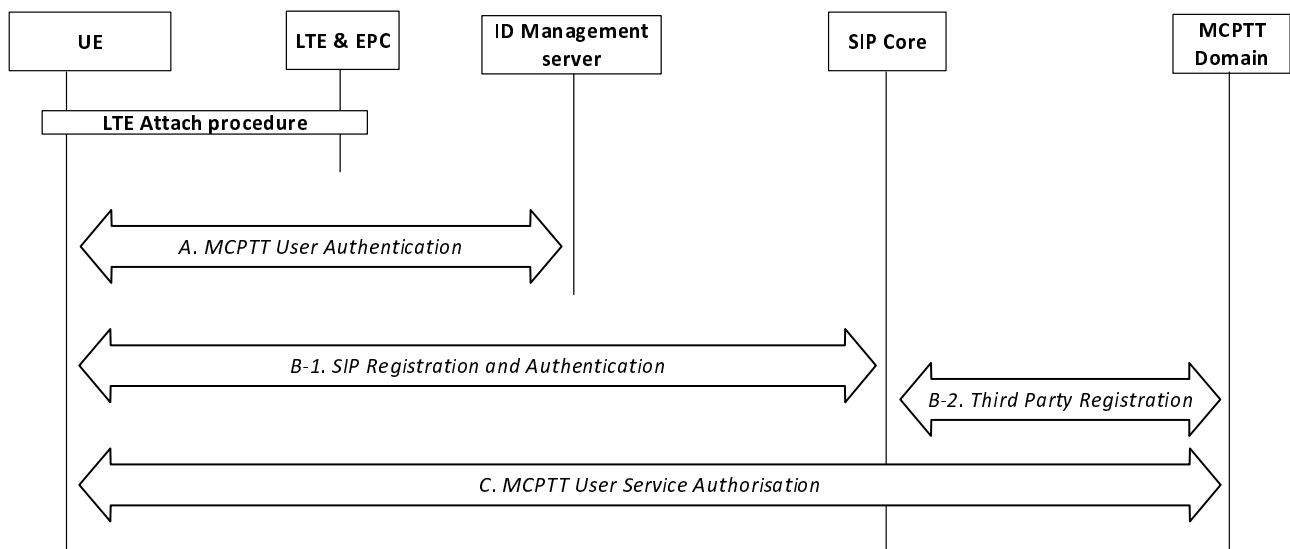 UE
LTE & EPC
ID Management
server
SIP Core
MCPTT
Domain
LTE Attach procedure
A. MCPTT User Authentication
B-1. SIP Registration and Authentication
B-2. Third Party Registration
C. MCPTT User Service Authorisation